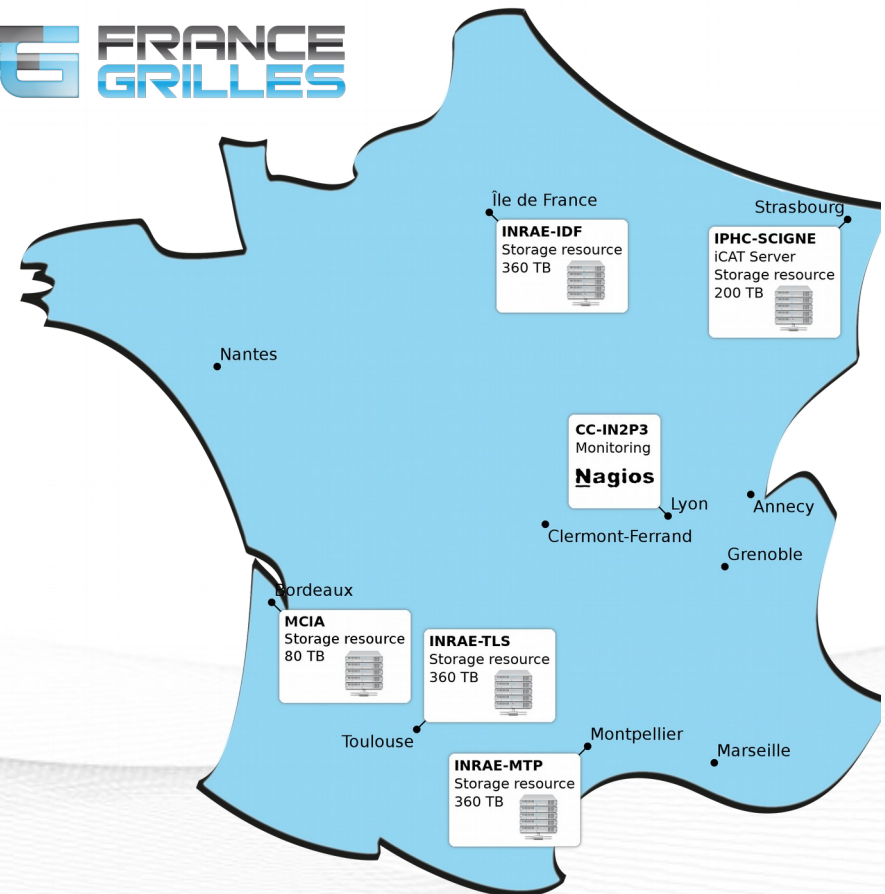 FRANCE
GRILLES
Île de France
INRAE-IDF
Storage resource
360 TB
Strasbourg
IPHC-SCIGNE
iCAT Server
Storage resource
200 TB
Nantes
CC-IN2P3
Monitoring
Nagios
Lyon
Annecy
Clermont-Ferrand
Grenoble
Bordeaux
MCIA
Storage resource
80 TB
INRAE-TLS
Storage resource
360 TB
Toulouse
Montpellier
Marseille
INRAE-MTP
Storage resource
360 TB